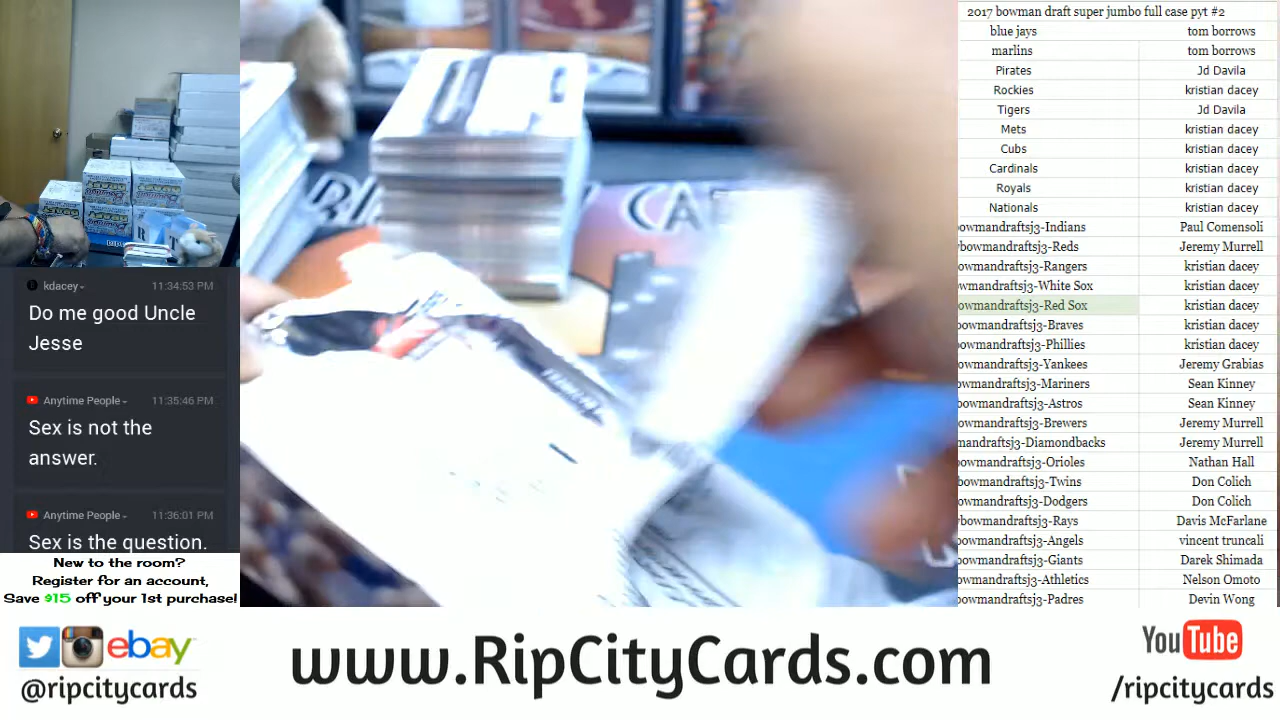 kdacey
11:34:53 PM
Do me good Uncle
Jesse
Anytime People
11:35:46 PM
Sex is not the
answer.
Anytime People
11:36:01 PM
Sex is the question.
New to the room?
Register for an account,
Save $15 off your 1st purchase!
2017 bowman draft super jumbo full case pyt #2
blue jays tom borrows
marlins tom borrows
Pirates Jd Davila
Rockies kristian dacey
Tigers Jd Davila
Mets kristian dacey
Cubs kristian dacey
Cardinals kristian dacey
Royals kristian dacey
Nationals kristian dacey
bowmandraftsj3-Indians Paul Comensoli
bowmandraftsj3-Reds Jeremy Murrell
owmandraftsj3-Rangers kristian dacey
owmandraftsj3-White Sox kristian dacey
owmandraftsj3-Red Sox kristian dacey
owmandraftsj3-Braves kristian dacey
owmandraftsj3-Phillies kristian dacey
owmandraftsj3-Yankees Jeremy Grabias
owmandraftsj3-Mariners Sean Kinney
owmandraftsj3-Astros Sean Kinney
owmandraftsj3-Brewers Jeremy Murrell
mandraftsj3-Diamondbacks Jeremy Murrell
owmandraftsj3-Orioles Nathan Hall
owmandraftsj3-Twins Don Colich
owmandraftsj3-Dodgers Don Colich
bowmandraftsj3-Rays Davis McFarlane
owmandraftsj3-Angels vincent truncali
owmandraftsj3-Giants Darek Shimada
owmandraftsj3-Athletics Nelson Omoto
bowmandraftsj3-Padres Devin Wong
ebay
@ripcitycards
www.RipCityCards.com
YouTube
/ripcitycards